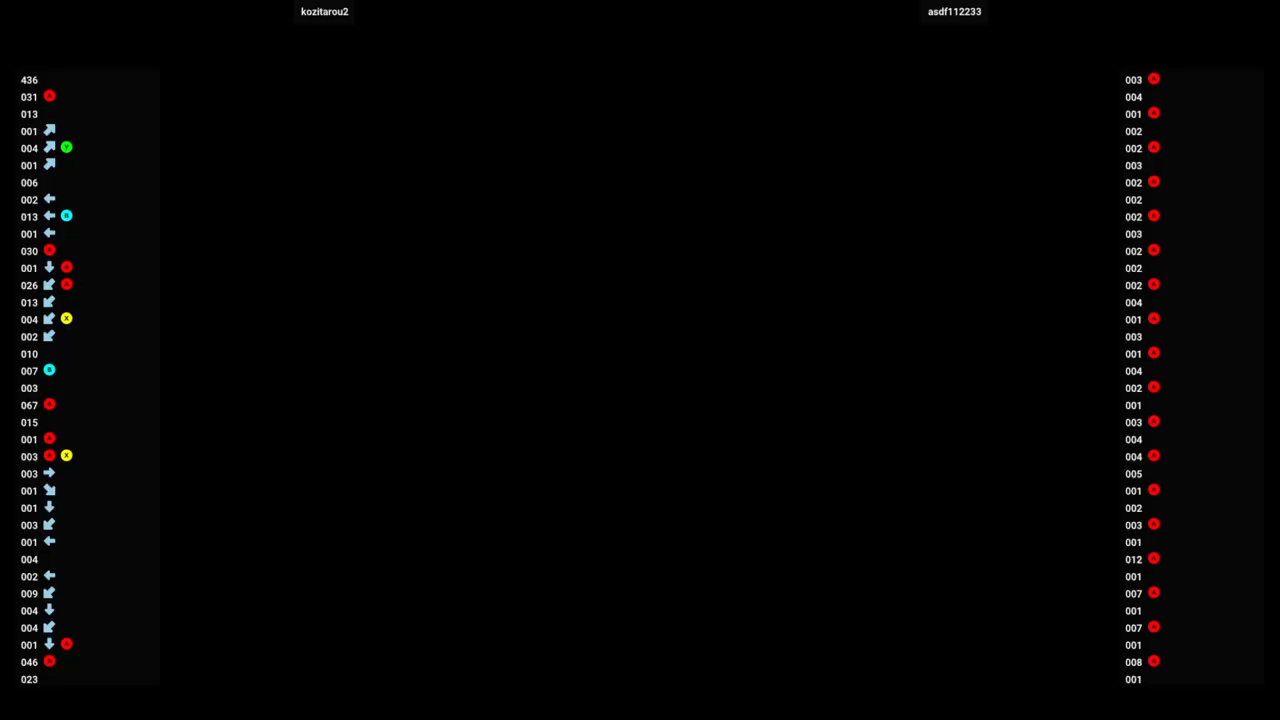 kozitarou2
asdf112233
436
031 A
013
001
004 Y
001
006
002
013 B
001
030 A
001 A
026 A
013
004 X
002
010
007 B
003
067 A
015
001 A
003 A X
003
001
001
003
001
004
002
009
004
004
001 A
046 A
023
003 A
004
001 A
002
002 A
003
002 A
002
002 A
003
002 A
002
002 A
004
001 A
003
001 A
004
002 A
001
003 A
004
004 A
005
001 A
002
003 A
001
012 A
001
007 A
001
007 A
001
008 A
001